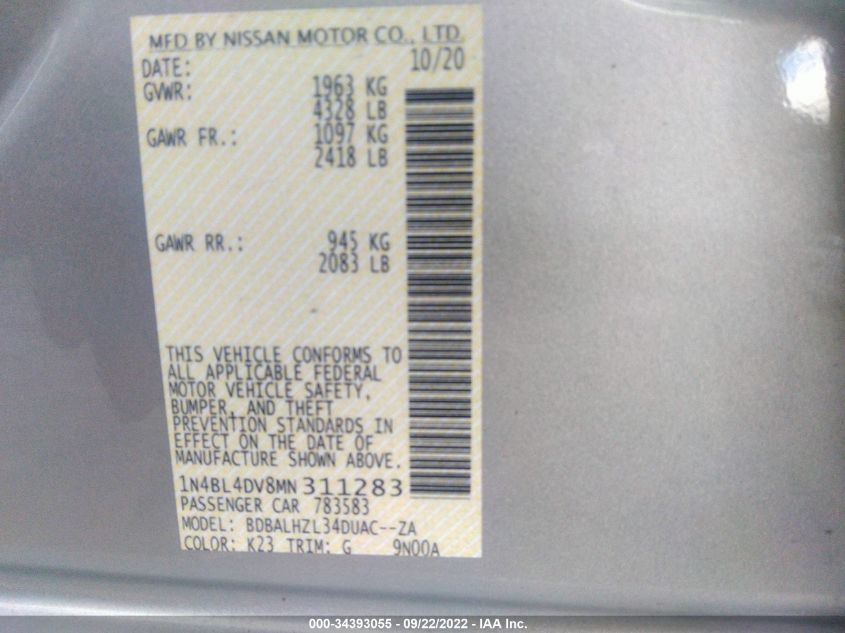 MFD BY NISSAN MOTOR CO., LTD.
DATE: 10/20
GVWR: 1963 KG
4328 LB
GAWR FR.: 1097 KG
2418 LB
GAWR RR.: 945 KG
2083 LB
THIS VEHICLE CONFORMS TO
ALL APPLICABLE FEDERAL
MOTOR VEHICLE SAFETY,
BUMPER, AND THEFT
PREVENTION STANDARDS IN
EFFECT ON THE DATE OF
MANUFACTURE SHOWN ABOVE.
1N4BL4DV8MN311283
PASSENGER CAR 783583
MODEL: BDBALHZL34DUAC--ZA
COLOR: K23 TRIM: G 9N00A
000-34393055 - 09/22/2022 - IAA Inc.